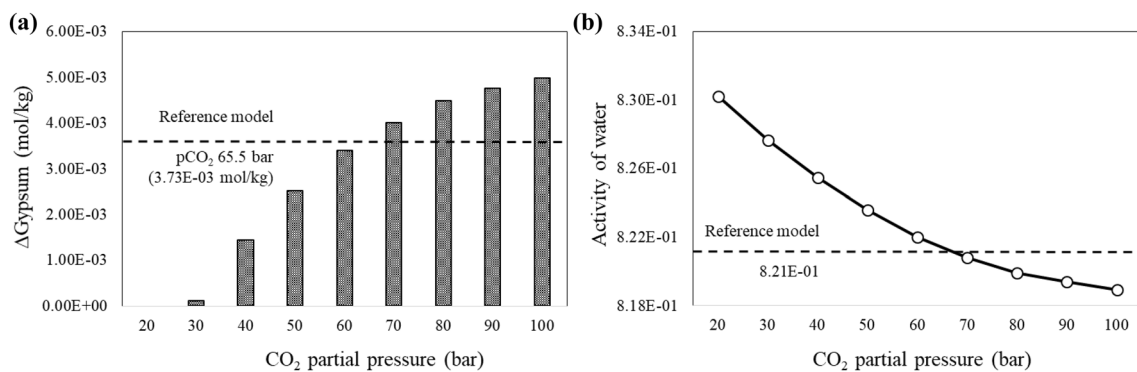 (a)
6.00E-03
5.00E-03
4.00E-03
3.00E-03
2.00E-03
1.00E-03
0.00E+00
ΔGypsum (mol/kg)
Reference model
pCO₂ 65.5 bar
(3.73E-03 mol/kg)
20 30 40 50 60 70 80 90 100
CO₂ partial pressure (bar)
(b)
8.34E-01
8.30E-01
8.26E-01
8.22E-01
8.18E-01
Activity of water
Reference model
8.21E-01
20 30 40 50 60 70 80 90 100
CO₂ partial pressure (bar)